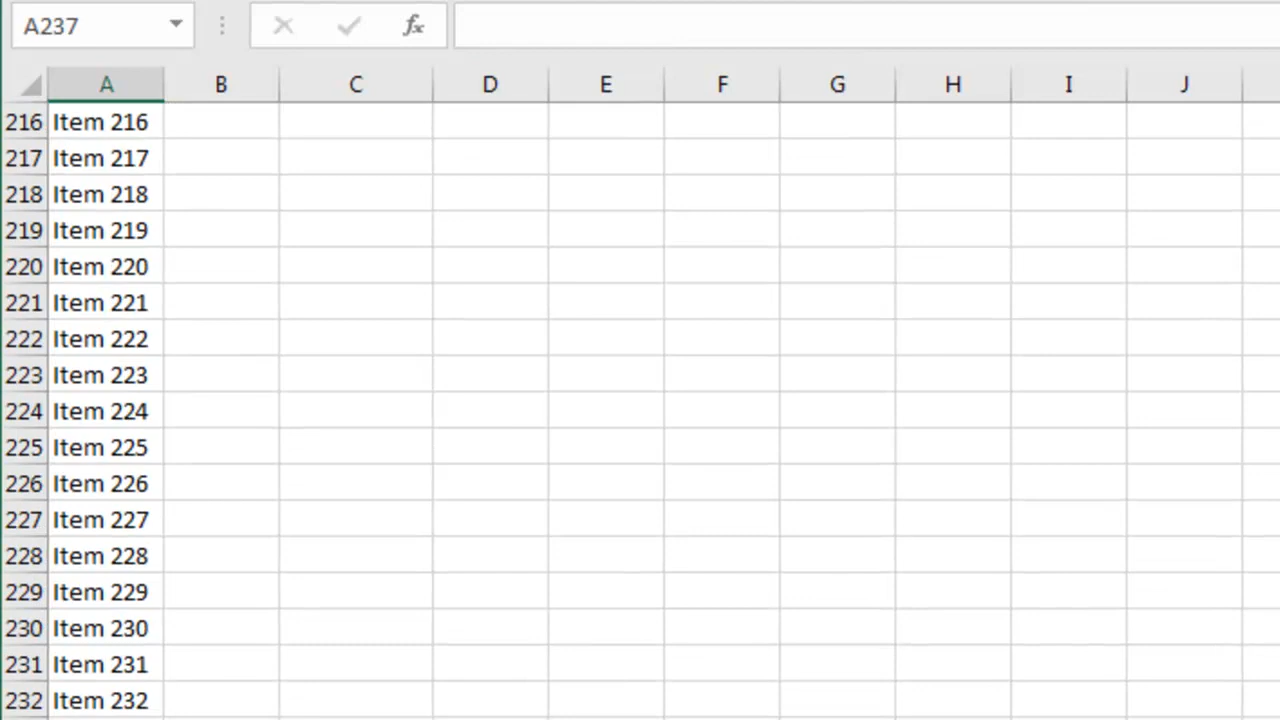 A237 fx
A B C D E F G H I J
216 Item 216
217 Item 217
218 Item 218
219 Item 219
220 Item 220
221 Item 221
222 Item 222
223 Item 223
224 Item 224
225 Item 225
226 Item 226
227 Item 227
228 Item 228
229 Item 229
230 Item 230
231 Item 231
232 Item 232